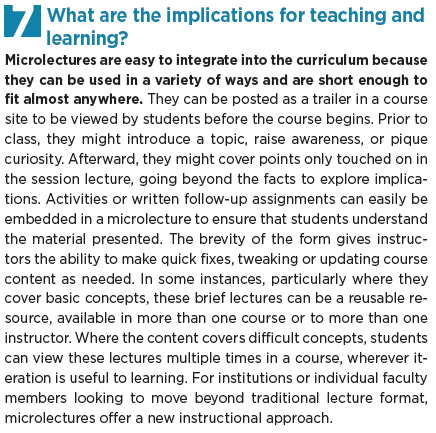 7 What are the implications for teaching and
learning?
Microlectures are easy to integrate into the curriculum because
they can be used in a variety of ways and are short enough to
fit almost anywhere. They can be posted as a trailer in a course
site to be viewed by students before the course begins. Prior to
class, they might introduce a topic, raise awareness, or pique
curiosity. Afterward, they might cover points only touched on in
the session lecture, going beyond the facts to explore implica-
tions. Activities or written follow-up assignments can easily be
embedded in a microlecture to ensure that students understand
the material presented. The brevity of the form gives instruc-
tors the ability to make quick fixes, tweaking or updating course
content as needed. In some instances, particularly where they
cover basic concepts, these brief lectures can be a reusable re-
source, available in more than one course or to more than one
instructor. Where the content covers difficult concepts, students
can view these lectures multiple times in a course, wherever it-
eration is useful to learning. For institutions or individual faculty
members looking to move beyond traditional lecture format,
microlectures offer a new instructional approach.